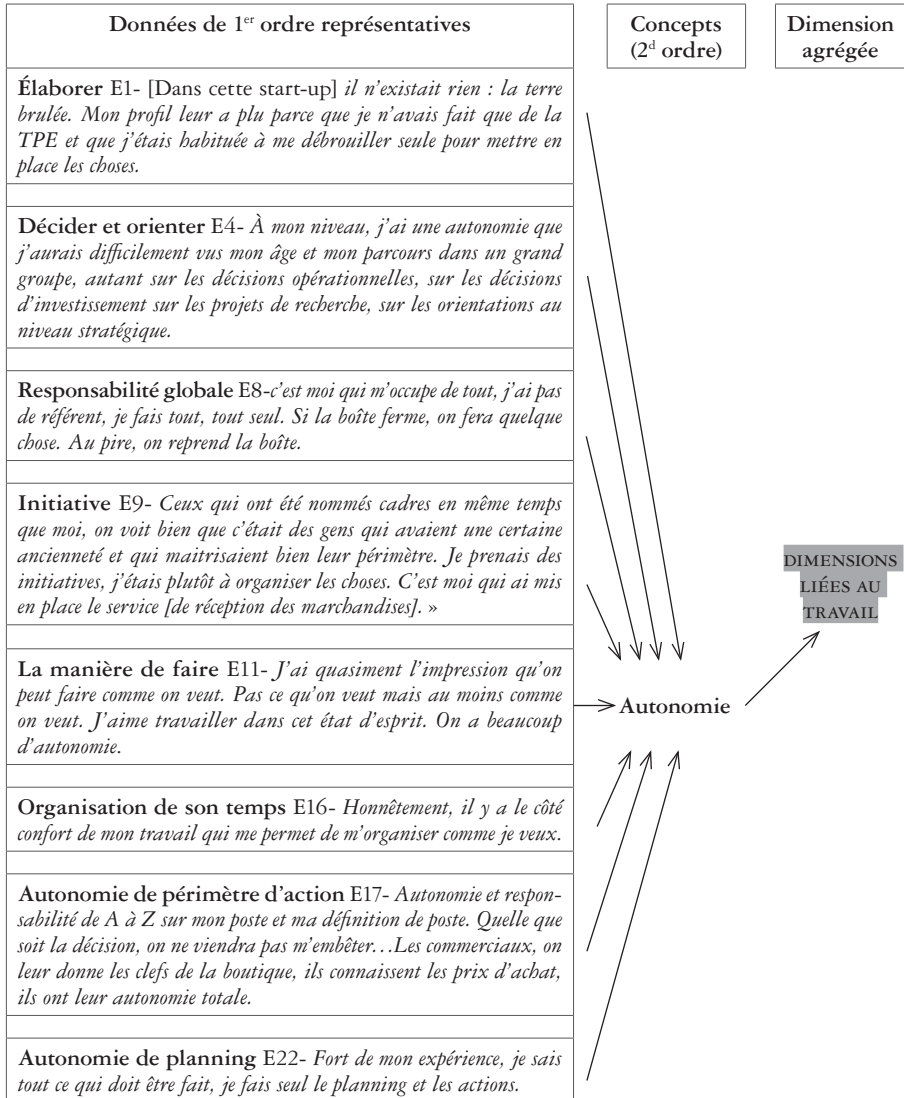 Données de 1er ordre représentatives
Concepts
(2d ordre)
Dimension
agrégée
Élaborer E1- [Dans cette start-up] il n'existait rien : la terre
brulée. Mon profil leur a plu parce que je n'avais fait que de la
TPE et que j'étais habituée à me débrouiller seule pour mettre en
place les choses.
Décider et orienter E4- À mon niveau, j'ai une autonomie que
j'aurais difficilement vus mon âge et mon parcours dans un grand
groupe, autant sur les décisions opérationnelles, sur les décisions
d'investissement sur les projets de recherche, sur les orientations au
niveau stratégique.
Responsabilité globale E8-c'est moi qui m'occupe de tout, j'ai pas
de référent, je fais tout, tout seul. Si la boîte ferme, on fera quelque
chose. Au pire, on reprend la boîte.
Initiative E9- Ceux qui ont été nommés cadres en même temps
que moi, on voit bien que c'était des gens qui avaient une certaine
ancienneté et qui maitrisaient bien leur périmètre. Je prenais des
initiatives, j'étais plutôt à organiser les choses. C'est moi qui ai mis
en place le service [de réception des marchandises]. »
La manière de faire E11- J'ai quasiment l'impression qu'on
peut faire comme on veut. Pas ce qu'on veut mais au moins comme
on veut. J'aime travailler dans cet état d'esprit. On a beaucoup
d'autonomie.
Organisation de son temps E16- Honnêtement, il y a le côté
confort de mon travail qui me permet de m'organiser comme je veux.
Autonomie de périmètre d'action E17- Autonomie et respon-
sabilité de A à Z sur mon poste et ma définition de poste. Quelle que
soit la décision, on ne viendra pas m'embêter…Les commerciaux, on
leur donne les clefs de la boutique, ils connaissent les prix d'achat,
ils ont leur autonomie totale.
Autonomie de planning E22- Fort de mon expérience, je sais
tout ce qui doit être fait, je fais seul le planning et les actions.
Autonomie
DIMENSIONS
LIÉES AU
TRAVAIL